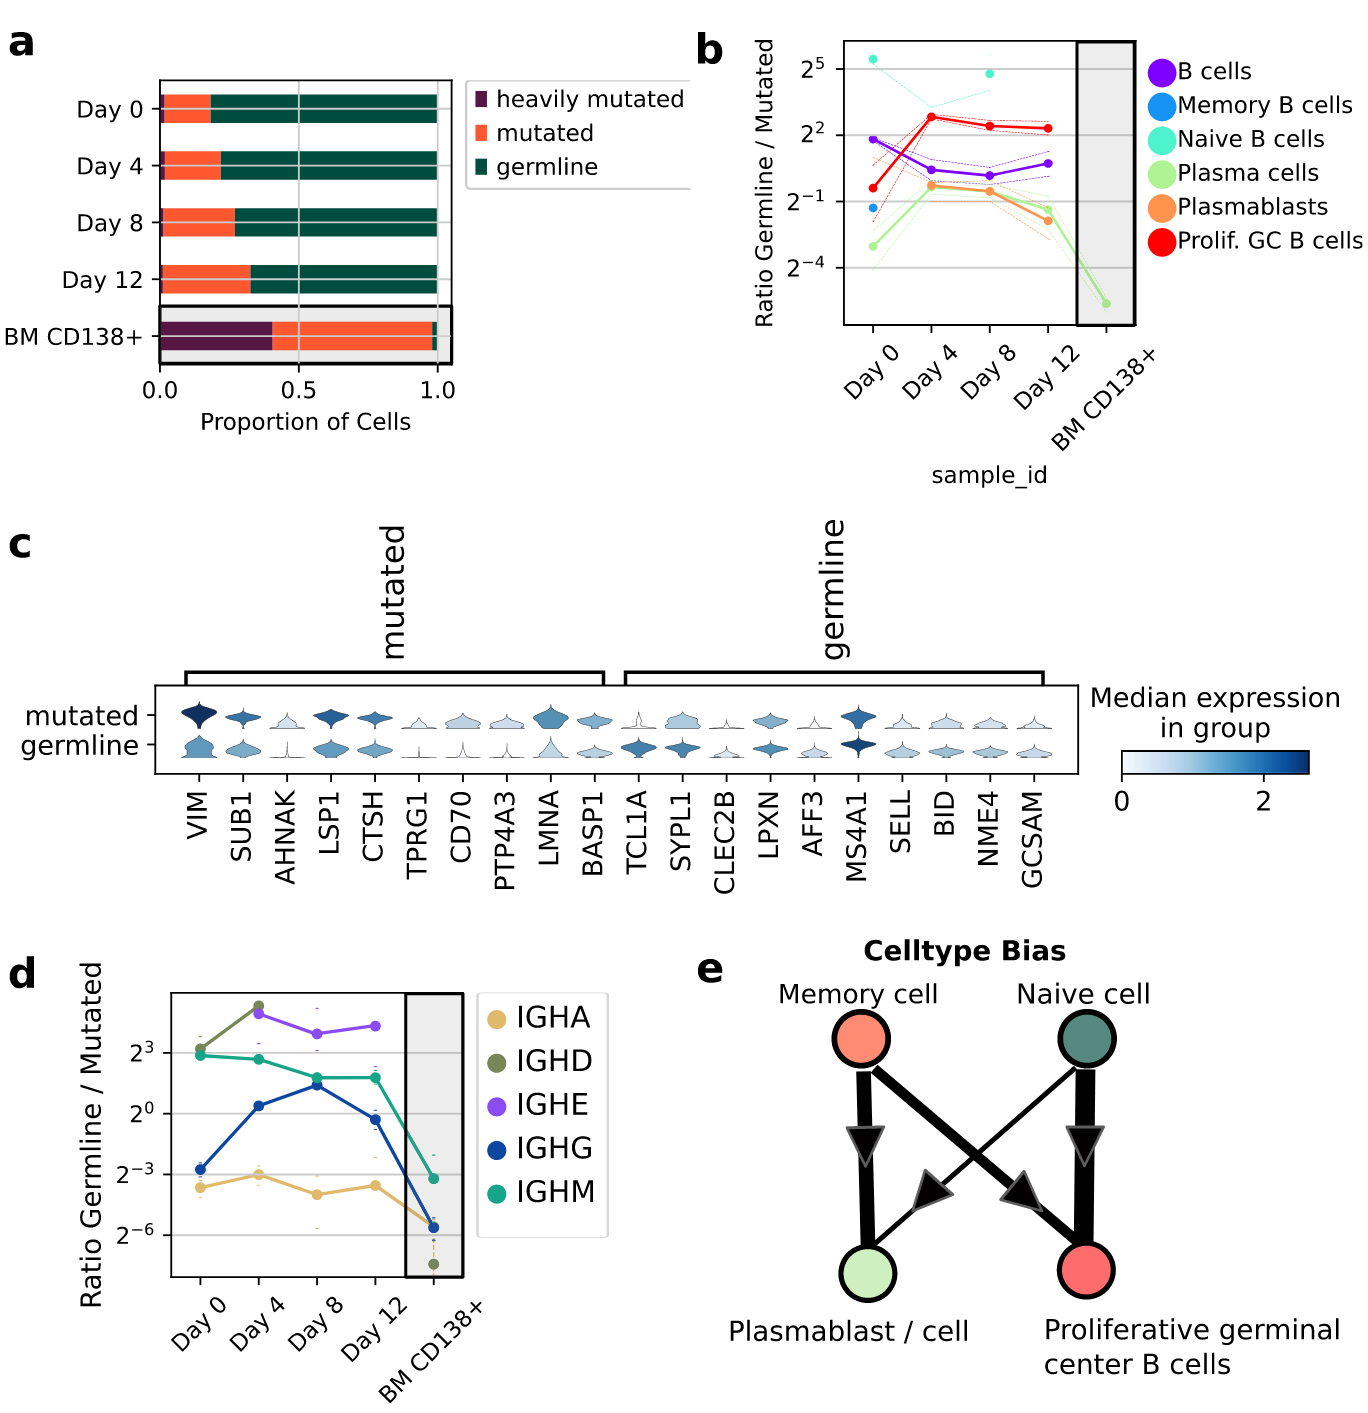 a
heavily mutated
mutated
germline
Day 0
Day 4
Day 8
Day 12
BM CD138+
0.0 0.5 1.0
Proportion of Cells
b
Ratio Germline / Mutated
2^5
2^2
2^−1
2^−4
Day 0
Day 4
Day 8
Day 12
BM CD138+
sample_id
B cells
Memory B cells
Naive B cells
Plasma cells
Plasmablasts
Prolif. GC B cells
c
mutated
germline
mutated
germline
VIM
SUB1
AHNAK
LSP1
CTSH
TPRG1
CD70
PTP4A3
LMNA
BASP1
TCL1A
SYPL1
CLEC2B
LPXN
AFF3
MS4A1
SELL
BID
NME4
GCSAM
Median expression
in group
0 2
d
Ratio Germline / Mutated
2^3
2^0
2^−3
2^−6
Day 0
Day 4
Day 8
Day 12
BM CD138+
IGHA
IGHD
IGHE
IGHG
IGHM
e
Celltype Bias
Memory cell
Naive cell
Plasmablast / cell
Proliferative germinal
center B cells